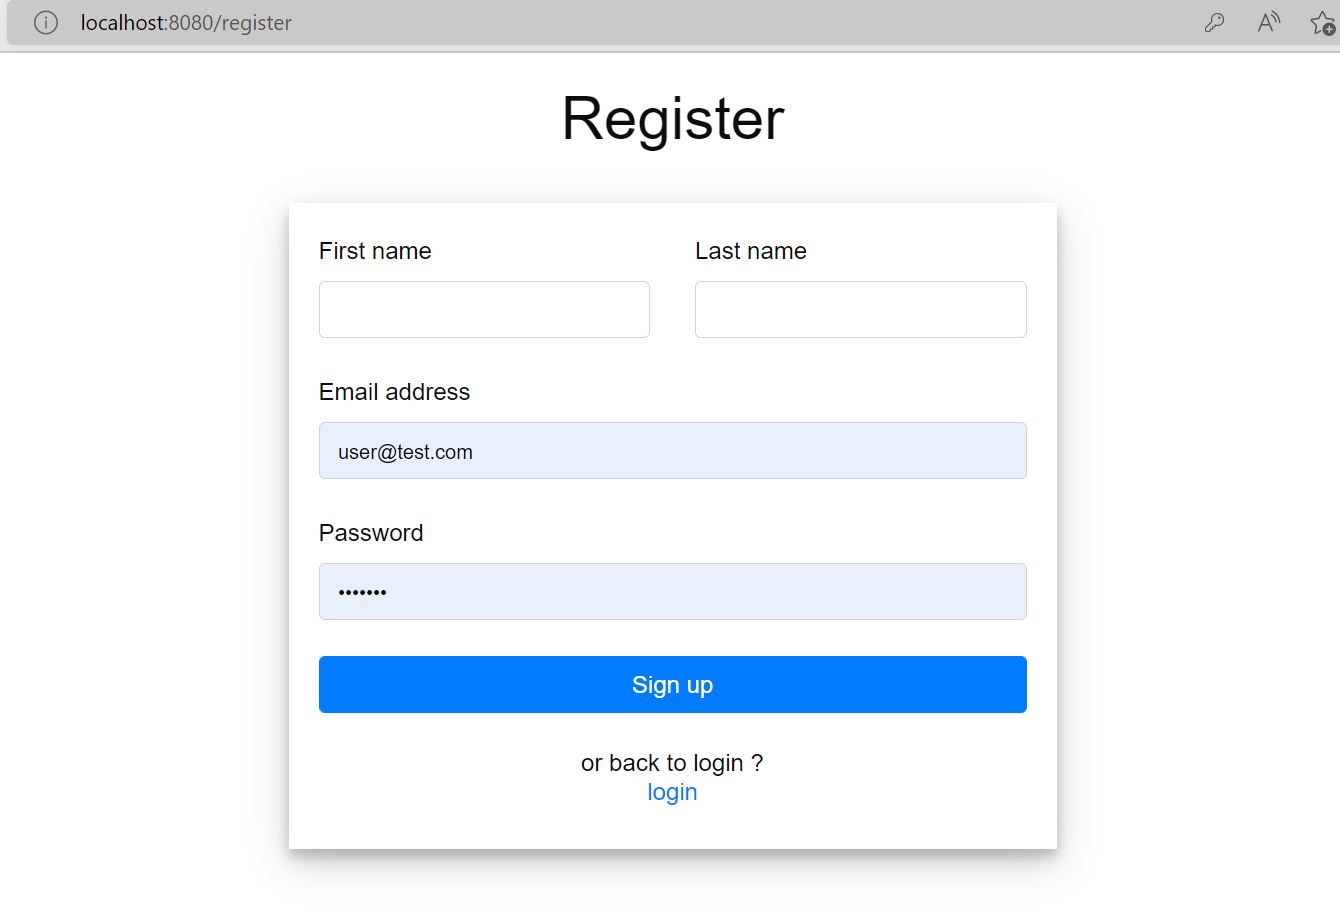 localhost:8080/register
Register
First name Last name
Email address
user@test.com
Password
•••••••
Sign up
or back to login ?
login